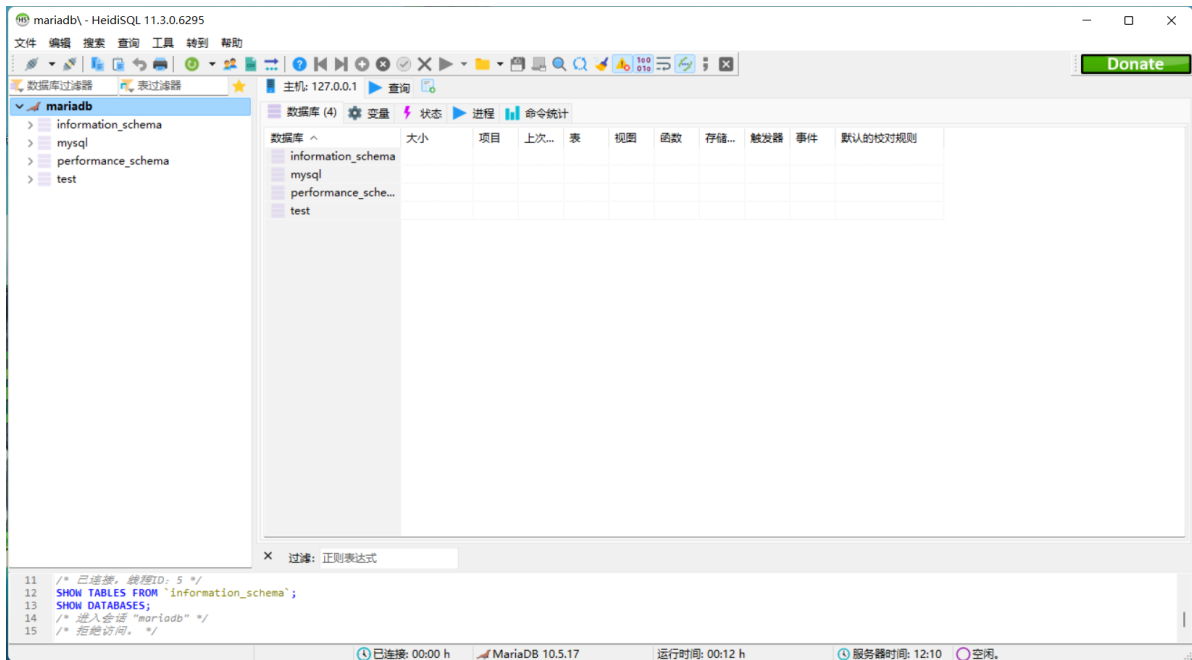 mariadb\ - HeidiSQL 11.3.0.6295
文件 编辑 搜索 查询 工具 转到 帮助
Donate
数据库过滤器 表过滤器
主机: 127.0.0.1 查询
mariadb
information_schema
mysql
performance_schema
test
数据库 (4) 变量 状态 进程 命令统计
数据库 大小 项目 上次... 表 视图 函数 存储... 触发器 事件 默认的校对规则
information_schema
mysql
performance_sche...
test
过滤: 正则表达式
11 /* 已连接。线程ID: 5 */
12 SHOW TABLES FROM `information_schema`;
13 SHOW DATABASES;
14 /* 进入会话 "mariadb" */
15 /* 拒绝访问。 */
已连接: 00:00 h MariaDB 10.5.17 运行时间: 00:12 h 服务器时间: 12:10 空闲。